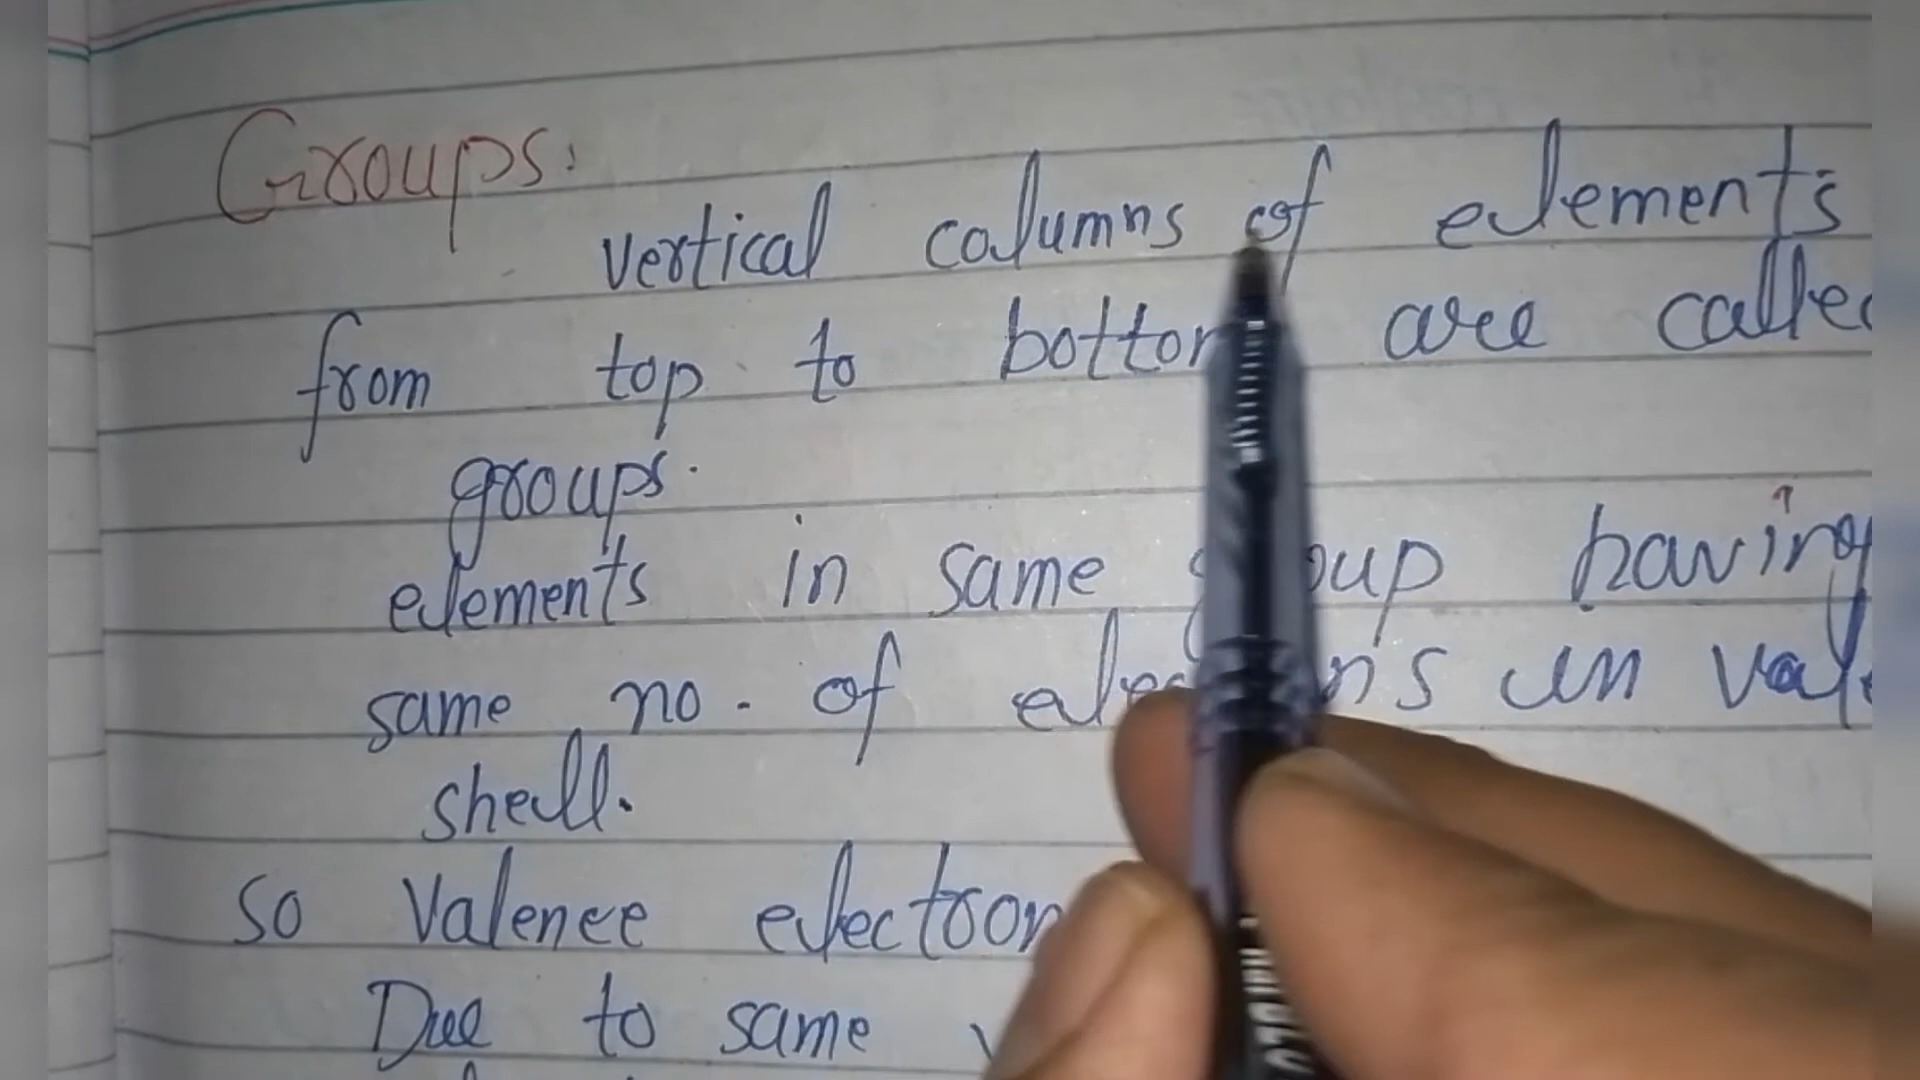 Groups:
vertical columns of elements
from top to bottom are called
groups.
elements in same group having
same no. of electrons in
shell.
so Valence electron
Due to same